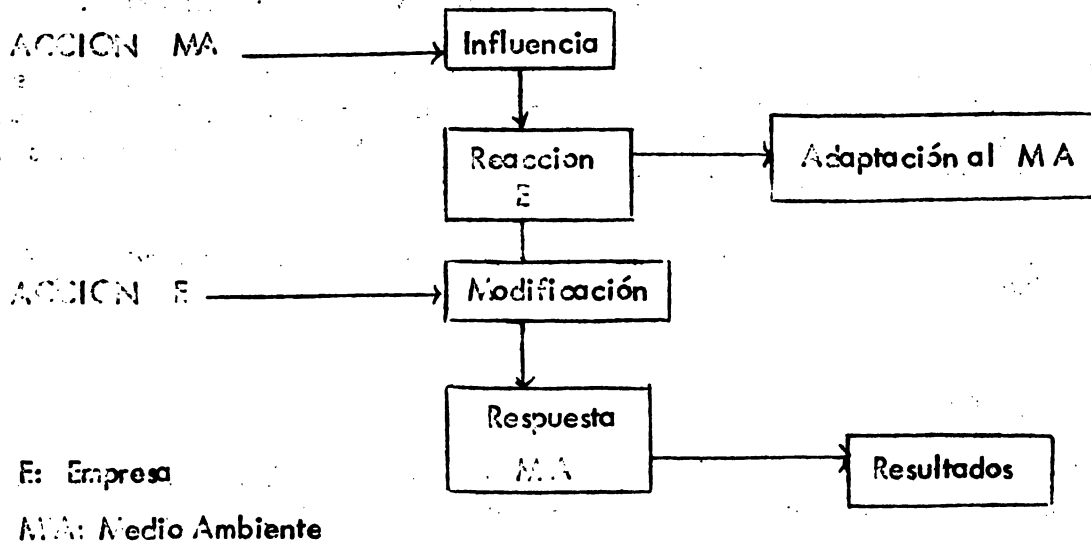 ACCION MA
Influencia
Reaccion
E
Adaptación al MA
ACCION E
Modificación
Respuesta
MA
Resultados
E: Empresa
MA: Medio Ambiente